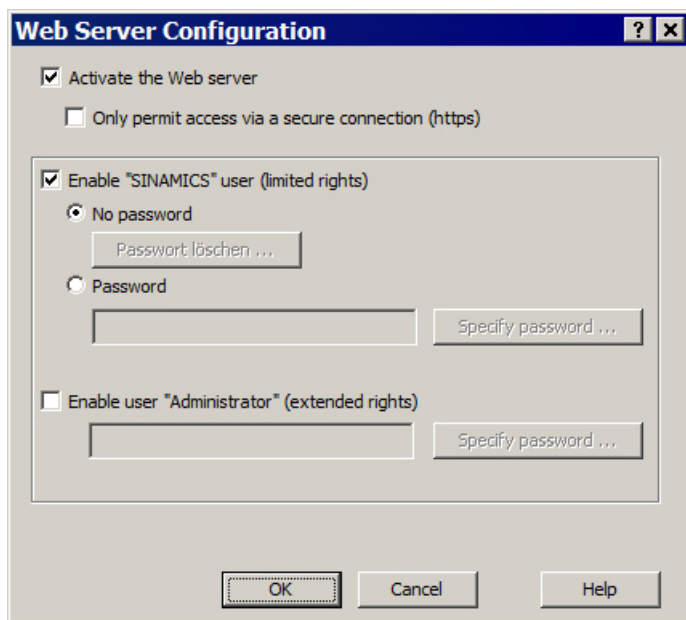 Web Server Configuration
Activate the Web server
Only permit access via a secure connection (https)
Enable "SINAMICS" user (limited rights)
No password
Passwort löschen ...
Password
Specify password ...
Enable user "Administrator" (extended rights)
Specify password ...
OK Cancel Help